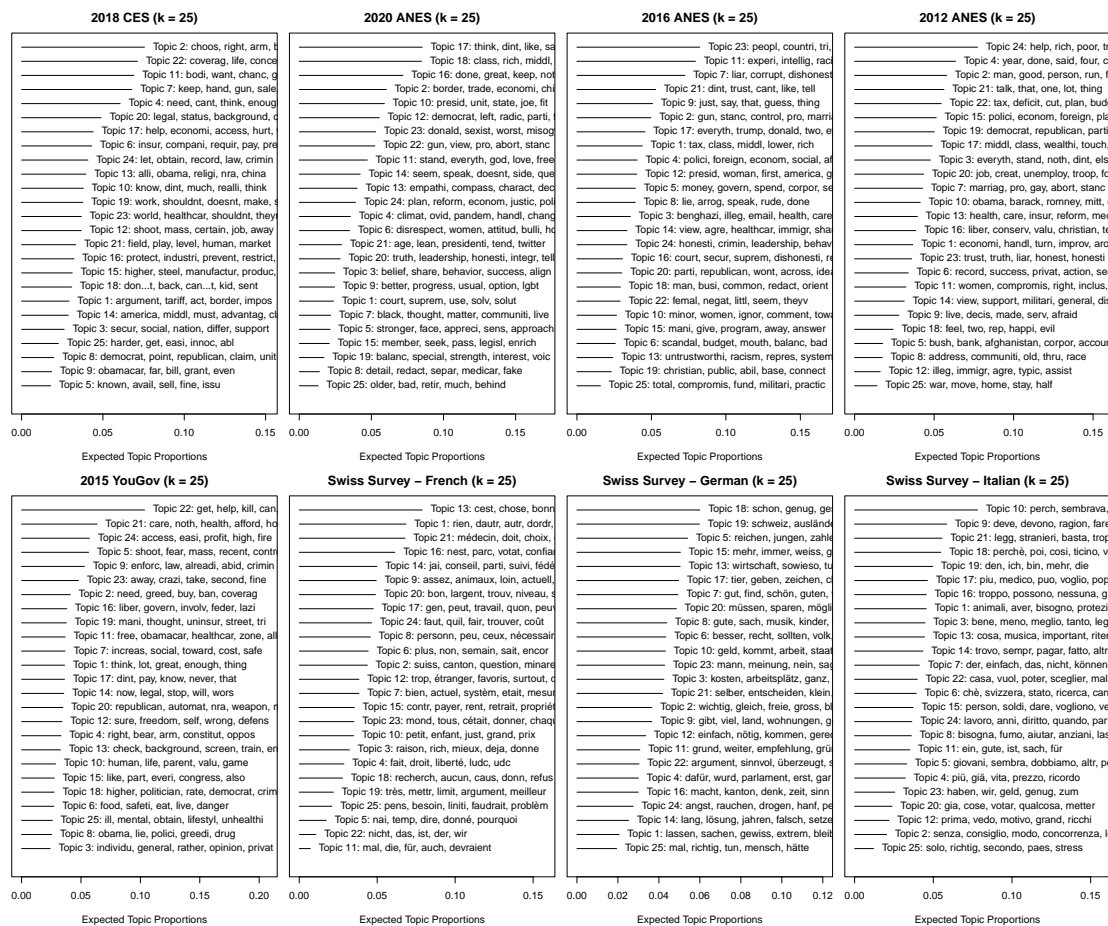 2018 CES (k = 25)
Topic 2: choos, right, arm, b
Topic 22: coverag, life, conce
Topic 11: bodi, want, chanc, g
Topic 7: keep, hand, gun, sale,
Topic 4: need, cant, think, enoug
Topic 20: legal, status, background, c
Topic 17: help, economi, access, hurt,
Topic 6: insur, compani, requir, pay, pre
Topic 24: let, obtain, record, law, crimin
Topic 13: alli, obama, religi, nra, china
Topic 10: know, dint, much, realli, think
Topic 19: work, shouldnt, doesnt, make, s
Topic 23: world, healthcar, shouldnt, they
Topic 12: shoot, mass, certain, job, away
Topic 21: field, play, level, human, market
Topic 16: protect, industri, prevent, restrict,
Topic 15: higher, steel, manufactur, produc,
Topic 18: don...t, back, can...t, kid, sent
Topic 1: argument, tariff, act, border, impos
Topic 14: america, middl, must, advantag, cl
Topic 3: secur, social, nation, differ, support
Topic 25: harder, get, easi, innoc, abl
Topic 8: democrat, point, republican, claim, unit
Topic 9: obamacar, far, bill, grant, even
Topic 5: known, avail, sell, fine, issu
0.00 0.05 0.10 0.15
Expected Topic Proportions
2020 ANES (k = 25)
Topic 17: think, dint, like, sa
Topic 18: class, rich, middl,
Topic 16: done, great, keep, not
Topic 2: border, trade, economi, chi
Topic 10: presid, unit, state, joe, fit
Topic 12: democrat, left, radic, parti, f
Topic 23: donald, sexist, worst, misog
Topic 22: gun, view, pro, abort, stanc
Topic 11: stand, everyth, god, love, free
Topic 14: seem, speak, doesnt, side, que
Topic 13: empathi, compass, charact, dec
Topic 24: plan, reform, econom, justic, poli
Topic 4: climat, ovid, pandem, handl, chang
Topic 6: disrespect, women, attitud, bulli, ho
Topic 21: age, lean, presidenti, tend, twitter
Topic 20: truth, leadership, honesti, integr, tell
Topic 3: belief, share, behavior, success, align
Topic 9: better, progress, usual, option, lgbt
Topic 1: court, suprem, use, solv, solut
Topic 7: black, thought, matter, communiti, live
Topic 5: stronger, face, appreci, sens, approach
Topic 15: member, seek, pass, legisl, enrich
Topic 19: balanc, special, strength, interest, voic
Topic 8: detail, redact, separ, medicar, fake
Topic 25: older, bad, retir, much, behind
0.00 0.05 0.10 0.15
Expected Topic Proportions
2016 ANES (k = 25)
Topic 23: peopl, countri, tri,
Topic 11: experi, intellig, raci
Topic 7: liar, corrupt, dishonest
Topic 21: dint, trust, cant, like, tell
Topic 9: just, say, that, guess, thing
Topic 2: gun, stanc, control, pro, marri
Topic 17: everyth, trump, donald, two, e
Topic 1: tax, class, middl, lower, rich
Topic 4: polici, foreign, econom, social, af
Topic 12: presid, woman, first, america, g
Topic 5: money, govern, spend, corpor, se
Topic 8: lie, arrog, speak, rude, done
Topic 3: benghazi, illeg, email, health, care
Topic 14: view, agre, healthcar, immigr, sha
Topic 24: honesti, crimin, leadership, behav
Topic 16: court, secur, suprem, dishonesti, re
Topic 20: parti, republican, wont, across, idea
Topic 18: man, busi, common, redact, orient
Topic 22: femal, negat, littl, seem, theyv
Topic 10: minor, women, ignor, comment, towa
Topic 15: mani, give, program, away, answer
Topic 6: scandal, budget, mouth, balanc, bad
Topic 13: untrustworthi, racism, repres, system
Topic 19: christian, public, abil, base, connect
Topic 25: total, compromis, fund, militari, practic
0.00 0.05 0.10 0.15
Expected Topic Proportions
2012 ANES (k = 25)
Topic 24: help, rich, poor, tr
Topic 4: year, done, said, four, c
Topic 2: man, good, person, run, f
Topic 21: talk, that, one, lot, thing
Topic 22: tax, deficit, cut, plan, bud
Topic 15: polici, econom, foreign, pla
Topic 19: democrat, republican, parti
Topic 17: middl, class, wealthi, touch,
Topic 3: everyth, stand, noth, dint, els
Topic 20: job, creat, unemploy, troop, fo
Topic 7: marriag, pro, gay, abort, stanc
Topic 10: obama, barack, romney, mitt,
Topic 13: health, care, insur, reform, me
Topic 16: liber, conserv, valu, christian, te
Topic 1: economi, handl, turn, improv, aro
Topic 23: trust, truth, liar, honest, honesti
Topic 6: record, success, privat, action, se
Topic 11: women, compromis, right, inclus,
Topic 14: view, support, militari, general, dis
Topic 9: live, decis, made, serv, afraid
Topic 18: feel, two, rep, happi, evil
Topic 5: bush, bank, afghanistan, corpor, accour
Topic 8: address, communiti, old, thru, race
Topic 12: illeg, immigr, agre, typic, assist
Topic 25: war, move, home, stay, half
0.00 0.05 0.10 0.15
Expected Topic Proportions
2015 YouGov (k = 25)
Topic 22: get, help, kill, can,
Topic 21: care, noth, health, afford, ho
Topic 24: access, easi, profit, high, fire
Topic 5: shoot, fear, mass, recent, contr
Topic 9: enforc, law, alreadi, abid, crimin
Topic 23: away, crazi, take, second, fine
Topic 2: need, greed, buy, ban, coverag
Topic 16: liber, govern, involv, feder, lazi
Topic 19: mani, thought, uninsur, street, tri
Topic 11: free, obamacar, healthcar, zone, all
Topic 7: increas, social, toward, cost, safe
Topic 1: think, lot, great, enough, thing
Topic 17: dint, pay, know, never, that
Topic 14: now, legal, stop, will, wors
Topic 20: republican, automat, nra, weapon, n
Topic 12: sure, freedom, self, wrong, defens
Topic 4: right, bear, arm, constitut, oppos
Topic 13: check, background, screen, train, en
Topic 10: human, life, parent, valu, game
Topic 15: like, part, everi, congress, also
Topic 18: higher, politician, rate, democrat, crim
Topic 6: food, safeti, eat, live, danger
Topic 25: ill, mental, obtain, lifestyl, unhealthi
Topic 8: obama, lie, polici, greedi, drug
Topic 3: individu, general, rather, opinion, privat
0.00 0.05 0.10 0.15 0.20
Expected Topic Proportions
Swiss Survey – French (k = 25)
Topic 13: cest, chose, bonn
Topic 1: rien, dautr, autr, dordr,
Topic 21: médecin, doit, choix,
Topic 16: nest, parc, votat, confian
Topic 14: jai, conseil, parti, suivi, fédé
Topic 9: assez, animaux, loin, actuell,
Topic 20: bon, largent, trouv, niveau, s
Topic 17: gen, peut, travail, quon, peuv
Topic 24: faut, quil, fair, trouver, coût
Topic 8: personn, peu, ceux, nécessair
Topic 6: plus, non, semain, sait, encor
Topic 2: suiss, canton, question, minare
Topic 12: trop, étranger, favoris, surtout, c
Topic 7: bien, actuel, systèm, etait, mesur
Topic 15: contr, payer, rent, retrait, propriét
Topic 23: mond, tous, cétait, donner, chaqu
Topic 10: petit, enfant, just, grand, prix
Topic 3: raison, rich, mieux, deja, donne
Topic 4: fait, droit, liberté, ludc, udc
Topic 18: recherch, aucun, caus, donn, refus
Topic 19: très, mettr, limit, argument, meilleur
Topic 25: pens, besoin, liniti, faudrait, problèm
Topic 5: nai, temp, dire, donné, pourquoi
Topic 22: nicht, das, ist, der, wir
Topic 11: mal, die, für, auch, devraient
0.00 0.05 0.10 0.15
Expected Topic Proportions
Swiss Survey – German (k = 25)
Topic 18: schon, genug, ges
Topic 19: schweiz, auslände
Topic 5: reichen, jungen, zahle
Topic 15: mehr, immer, weiss, g
Topic 13: wirtschaft, sowieso, tu
Topic 17: tier, geben, zeichen, c
Topic 7: gut, find, schön, guten,
Topic 20: müssen, sparen, mögli
Topic 8: gute, sach, musik, kinder,
Topic 6: besser, recht, sollten, volk,
Topic 10: geld, kommt, arbeit, staat
Topic 23: mann, meinung, nein, sag
Topic 3: kosten, arbeitsplätz, ganz,
Topic 21: selber, entscheiden, klein,
Topic 2: wichtig, gleich, freie, gross, bl
Topic 9: gibt, viel, land, wohnungen, g
Topic 12: einfach, nötig, kommen, gerec
Topic 11: grund, weiter, empfehlung, grü
Topic 22: argument, sinnvol, überzeugt, s
Topic 4: dafür, wurd, parlament, erst, gar
Topic 16: macht, kanton, denk, zeit, sinn
Topic 24: angst, rauchen, drogen, hanf, pe
Topic 14: lang, lösung, jahren, falsch, setze
Topic 1: lassen, sachen, gewiss, extrem, bleib
Topic 25: mal, richtig, tun, mensch, hätte
0.00 0.02 0.04 0.06 0.08 0.10 0.12
Expected Topic Proportions
Swiss Survey – Italian (k = 25)
Topic 10: perch, sembrava,
Topic 9: deve, devono, ragion, fare
Topic 21: legg, stranieri, basta, trop
Topic 18: perchè, poi, cosi, ticino, v
Topic 19: den, ich, bin, mehr, die
Topic 17: piu, medico, puo, voglio, pop
Topic 16: troppo, possono, nessuna, g
Topic 1: animali, aver, bisogno, protezi
Topic 3: bene, meno, meglio, tanto, leg
Topic 13: cosa, musica, important, riter
Topic 14: trovo, sempr, pagar, fatto, altr
Topic 7: der, einfach, das, nicht, können
Topic 22: casa, vuol, poter, sceglier, mal
Topic 6: chè, svizzera, stato, ricerca, can
Topic 15: person, soldi, dare, vogliono, ve
Topic 24: lavoro, anni, diritto, quando, par
Topic 8: bisogna, fumo, aiutar, anziani, las
Topic 11: ein, gute, ist, sach, für
Topic 5: giovani, sembra, dobbiamo, altr, po
Topic 4: più, giã, vita, prezzo, ricordo
Topic 23: haben, wir, geld, genug, zum
Topic 20: gia, cose, votar, qualcosa, metter
Topic 12: prima, vedo, motivo, grand, ricchi
Topic 2: senza, consiglio, modo, concorrenza, l
Topic 25: solo, richtig, secondo, paes, stress
0.00 0.05 0.10 0.15
Expected Topic Proportions